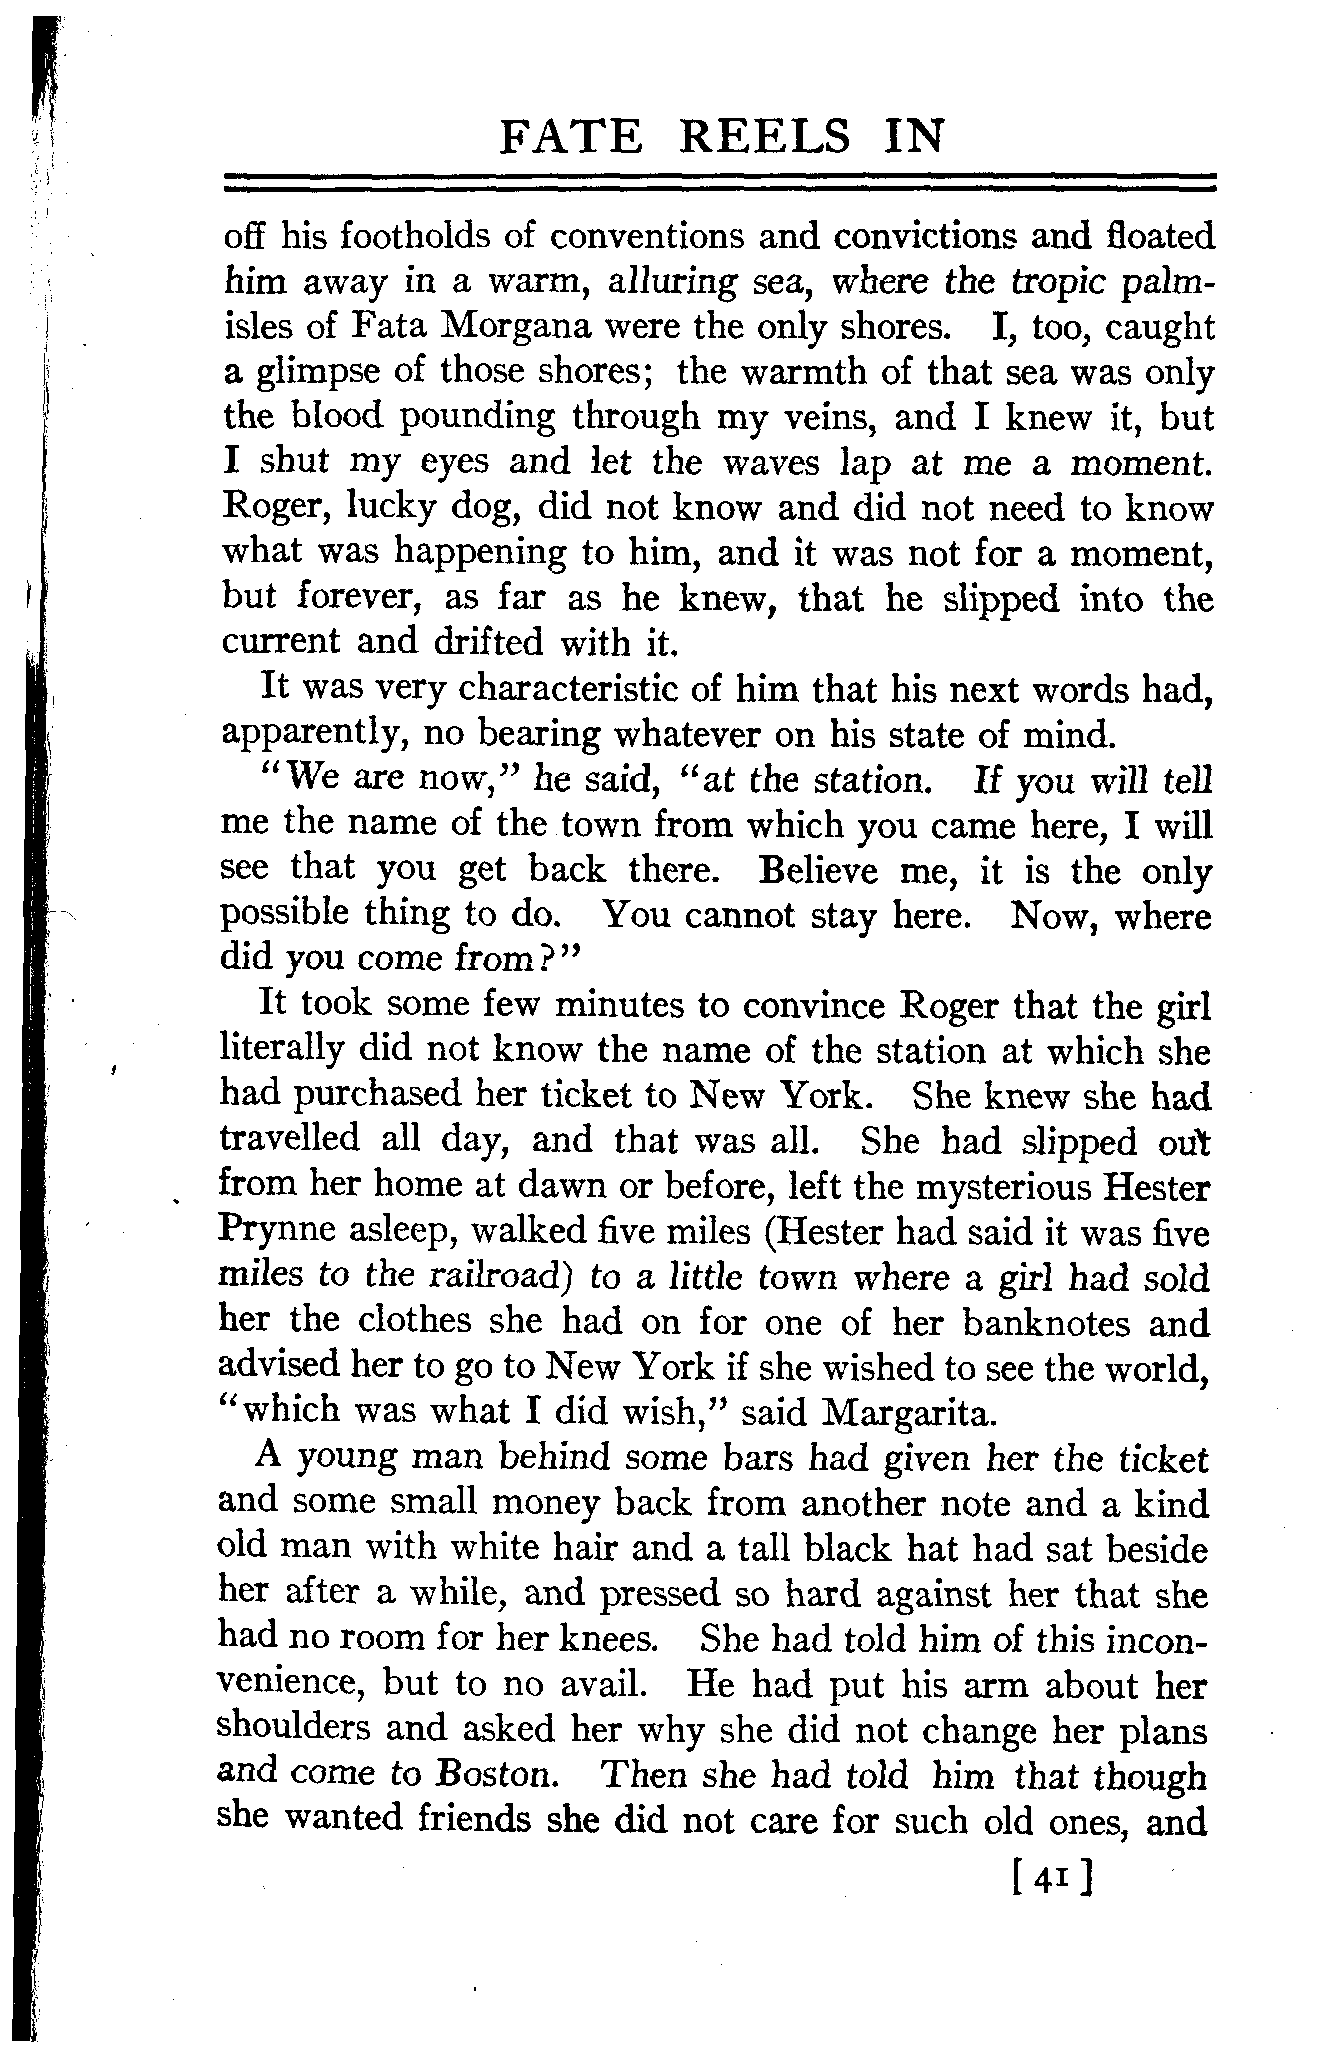 FATE REELS IN
off his footholds of conventions and convictions and floated
him away in a warm, alluring sea, where the tropic palm-
isles of Fata Morgana were the only shores. I, too, caught
a glimpse of those shores; the warmth of that sea was only
the blood pounding through my veins, and I knew it, but
I shut my eyes and let the waves lap at me a moment.
Roger, lucky dog, did not know and did not need to know
what was happening to him, and it was not for a moment,
but forever, as far as he knew, that he slipped into the
current and drifted with it.
It was very characteristic of him that his next words had,
apparently, no bearing whatever on his state of mind.
"We are now," he said, "at the station. If you will tell
me the name of the town from which you came here, I will
see that you get back there. Believe me, it is the only
possible thing to do. You cannot stay here. Now, where
did you come from?"
It took some few minutes to convince Roger that the girl
literally did not know the name of the station at which she
had purchased her ticket to New York. She knew she had
travelled all day, and that was all. She had slipped out
from her home at dawn or before, left the mysterious Hester
Prynne asleep, walked five miles (Hester had said it was five
miles to the railroad) to a little town where a girl had sold
her the clothes she had on for one of her banknotes and
advised her to go to New York if she wished to see the world,
"which was what I did wish," said Margarita.
A young man behind some bars had given her the ticket
and some small money back from another note and a kind
old man with white hair and a tall black hat had sat beside
her after a while, and pressed so hard against her that she
had no room for her knees. She had told him of this incon-
venience, but to no avail. He had put his arm about her
shoulders and asked her why she did not change her plans
and come to Boston. Then she had told him that though
she wanted friends she did not care for such old ones, and
[41]